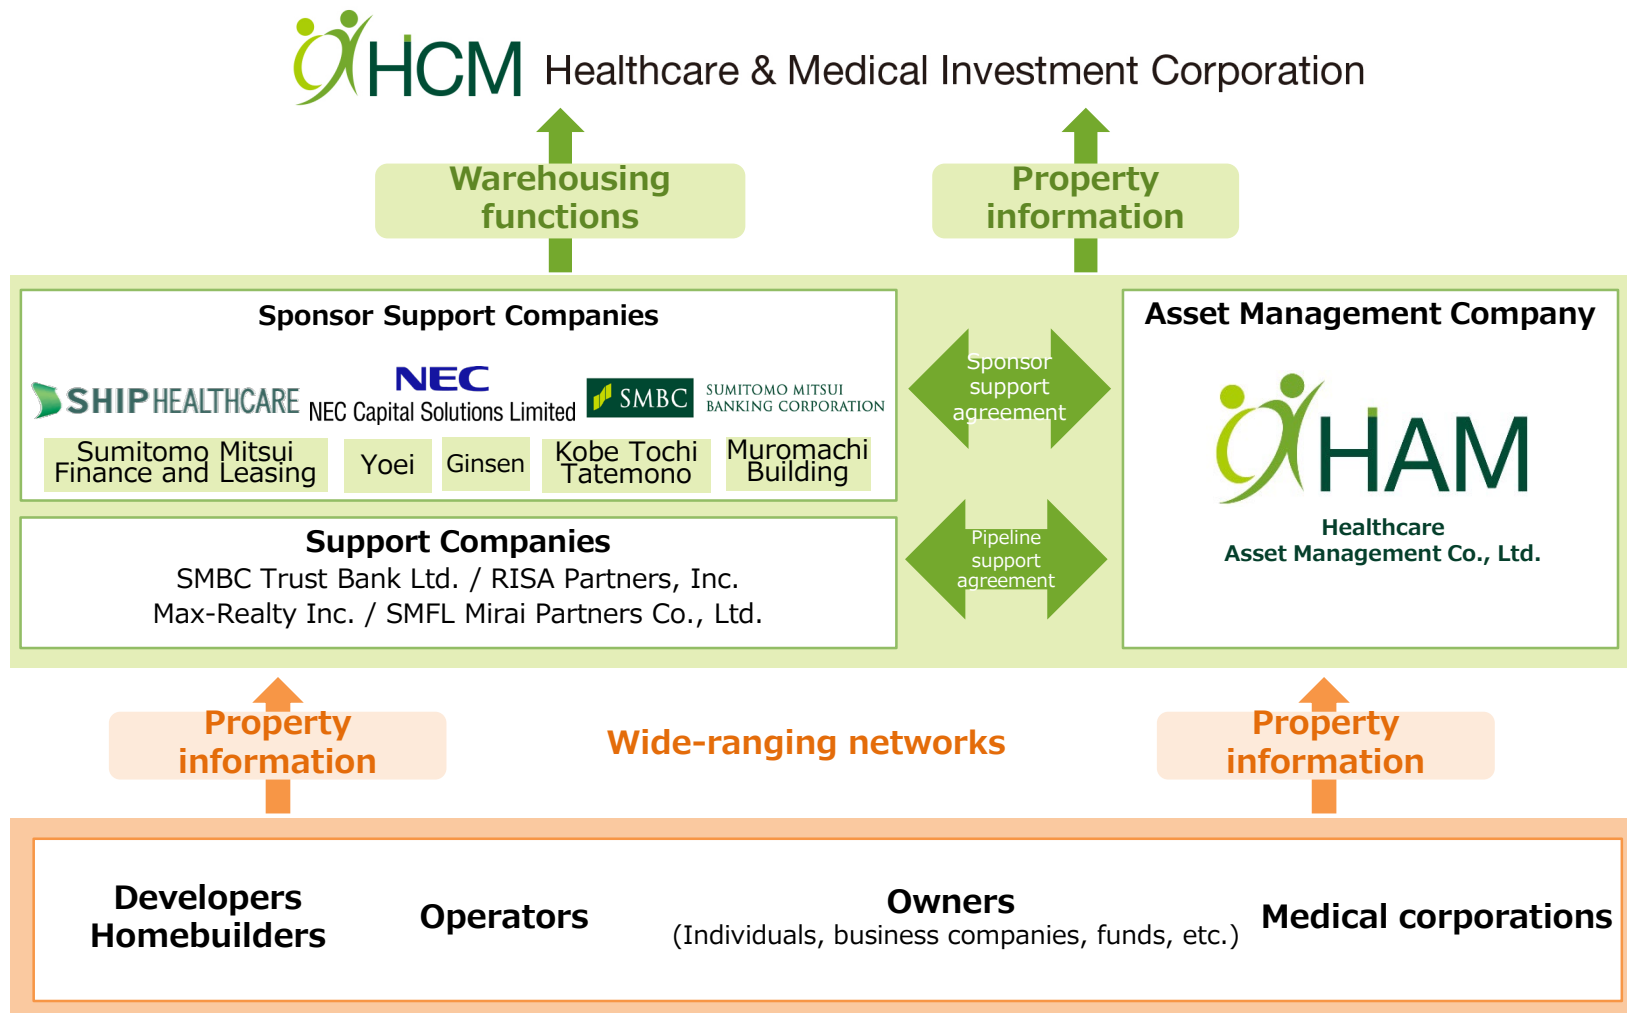 HCM Healthcare & Medical Investment Corporation
Warehousing
functions
Property
information
Sponsor Support Companies
SHIP HEALTHCARE
NEC
NEC Capital Solutions Limited
SMBC
SUMITOMO MITSUI
BANKING CORPORATION
Sumitomo Mitsui
Finance and Leasing
Yoei
Ginsen
Kobe Tochi
Tatemono
Muromachi
Building
Sponsor
support
agreement
Asset Management Company
HAM
Healthcare
Asset Management Co., Ltd.
Support Companies
SMBC Trust Bank Ltd. / RISA Partners, Inc.
Max-Realty Inc. / SMFL Mirai Partners Co., Ltd.
Pipeline
support
agreement
Property
information
Wide-ranging networks
Property
information
Developers
Homebuilders
Operators
Owners
(Individuals, business companies, funds, etc.)
Medical corporations